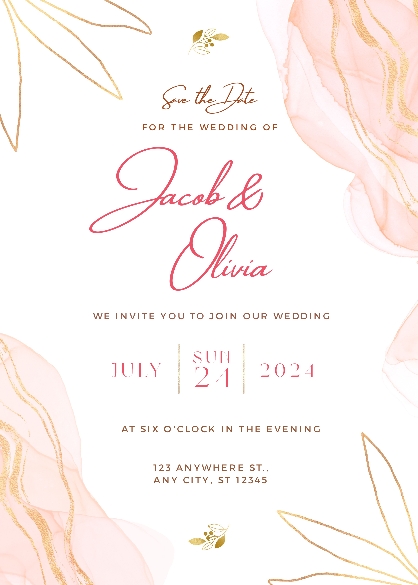 Save the Date
FOR THE WEDDING OF
Jacob &
Olivia
WE INVITE YOU TO JOIN OUR WEDDING
JULY
SUN
24
2024
AT SIX O'CLOCK IN THE EVENING
123 ANYWHERE ST.,
ANY CITY, ST 12345